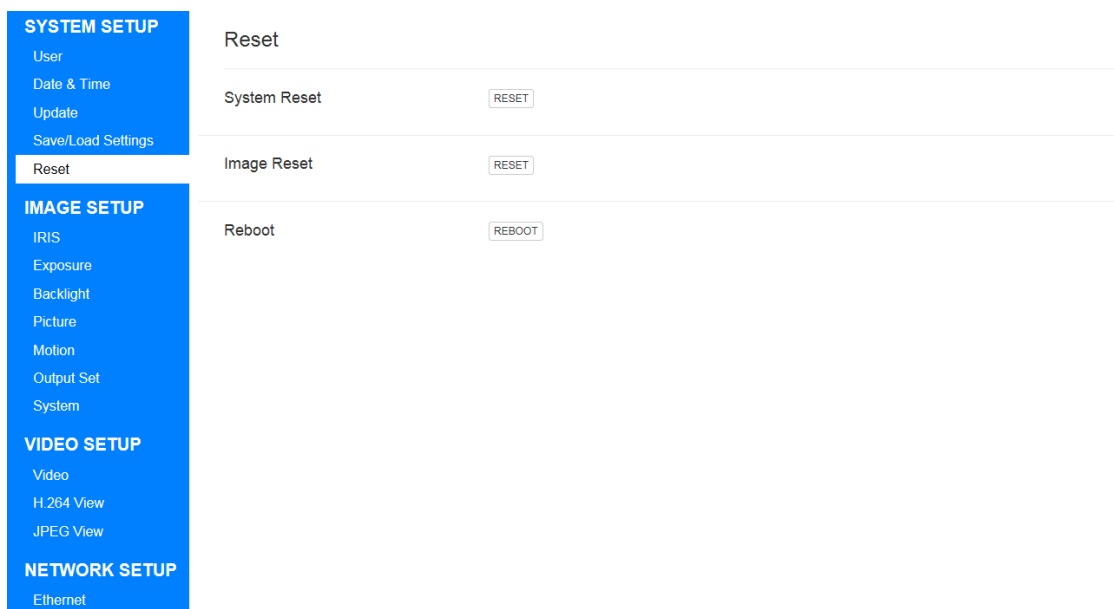 SYSTEM SETUP
User
Date & Time
Update
Save/Load Settings
Reset
IMAGE SETUP
IRIS
Exposure
Backlight
Picture
Motion
Output Set
System
VIDEO SETUP
Video
H.264 View
JPEG View
NETWORK SETUP
Ethernet
Reset
System Reset RESET
Image Reset RESET
Reboot REBOOT